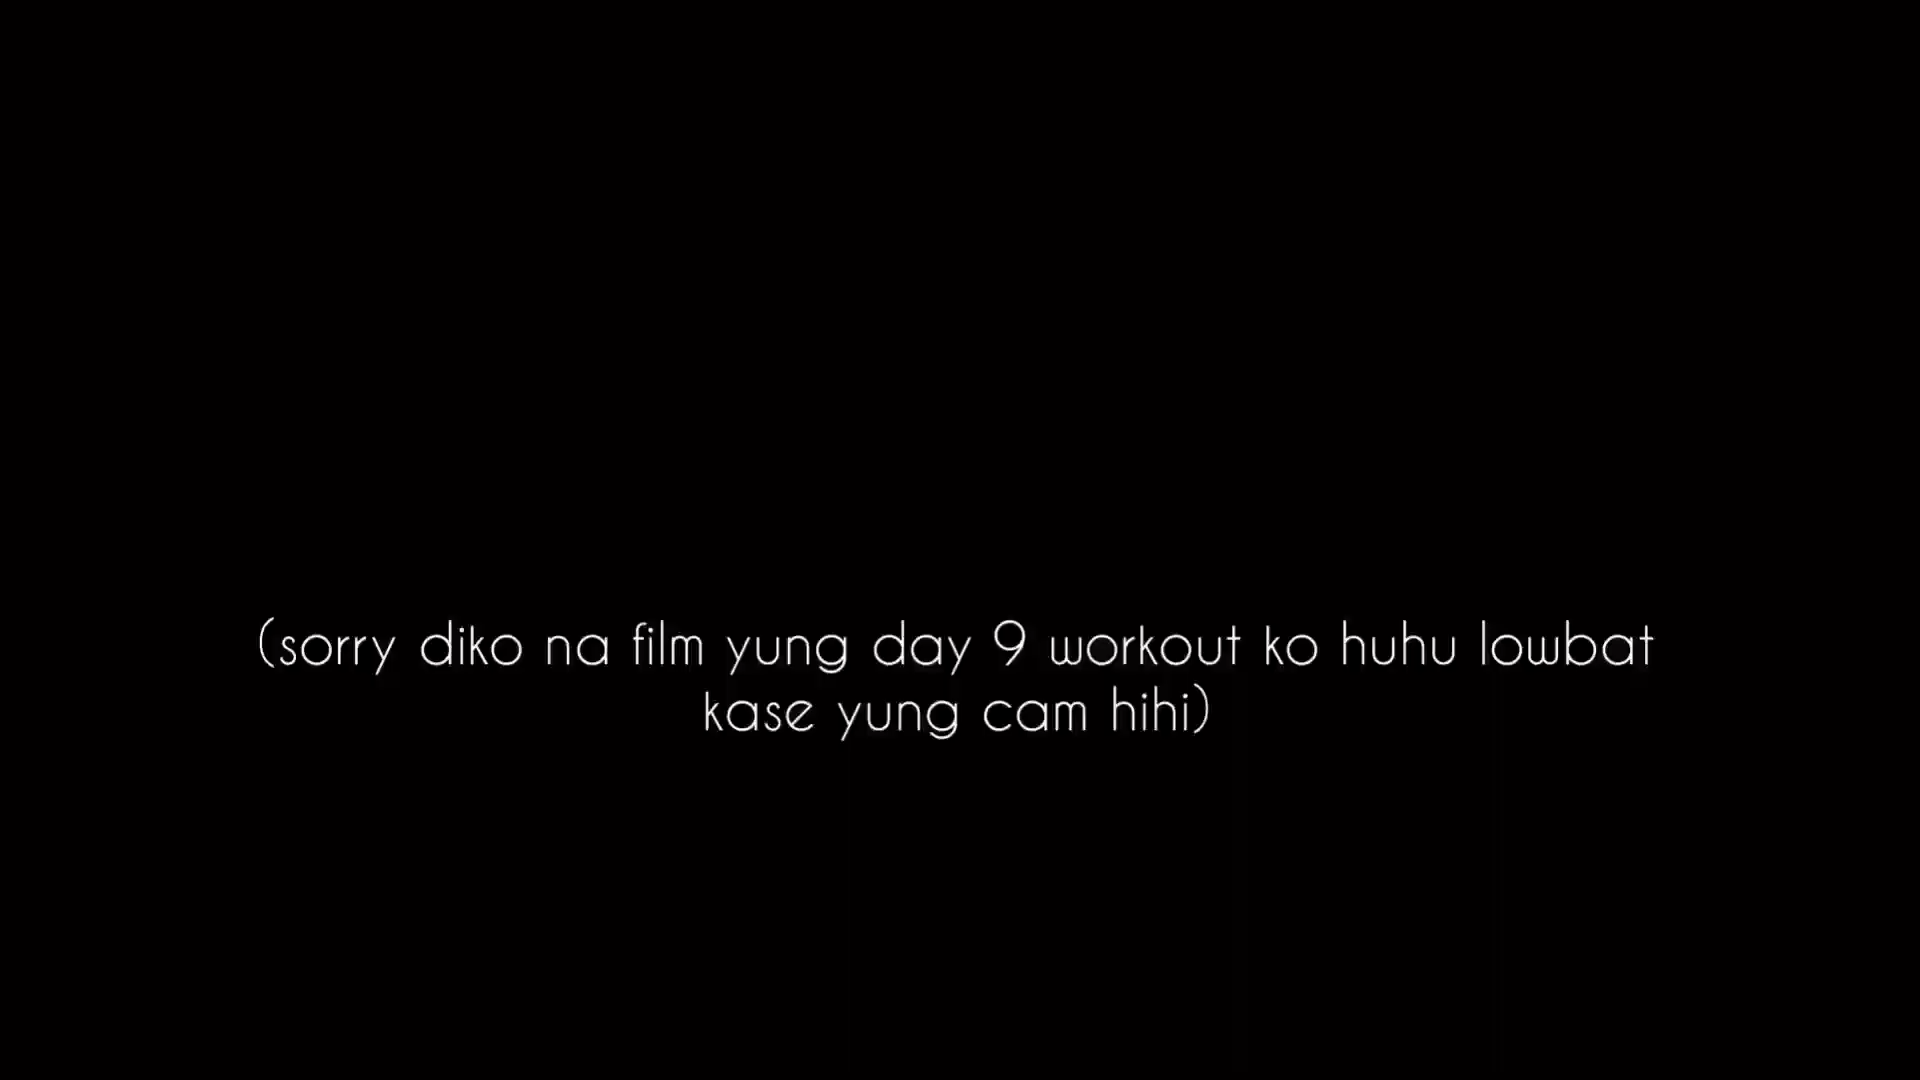 (sorry diko na film yung day 9 workout ko huhu lowbat
kase yung cam hihi)